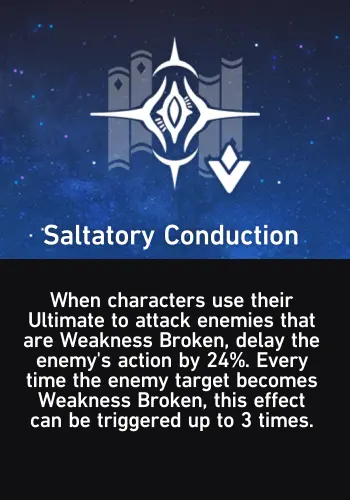 Saltatory Conduction
When characters use their
Ultimate to attack enemies that
are Weakness Broken, delay the
enemy's action by 24%. Every
time the enemy target becomes
Weakness Broken, this effect
can be triggered up to 3 times.